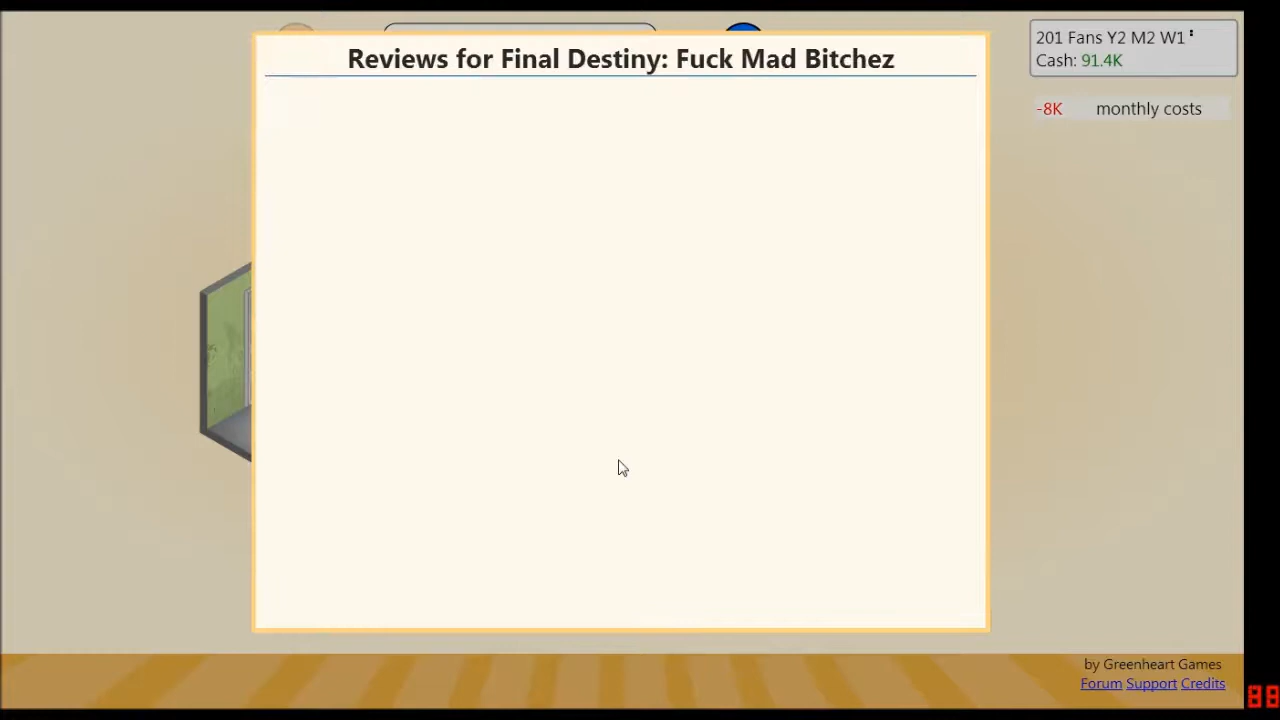 Reviews for Final Destiny: Fuck Mad Bitchez
201 Fans Y2 M2 W1
Cash: 91.4K
-8K monthly costs
by Greenheart Games
Forum Support Credits
88